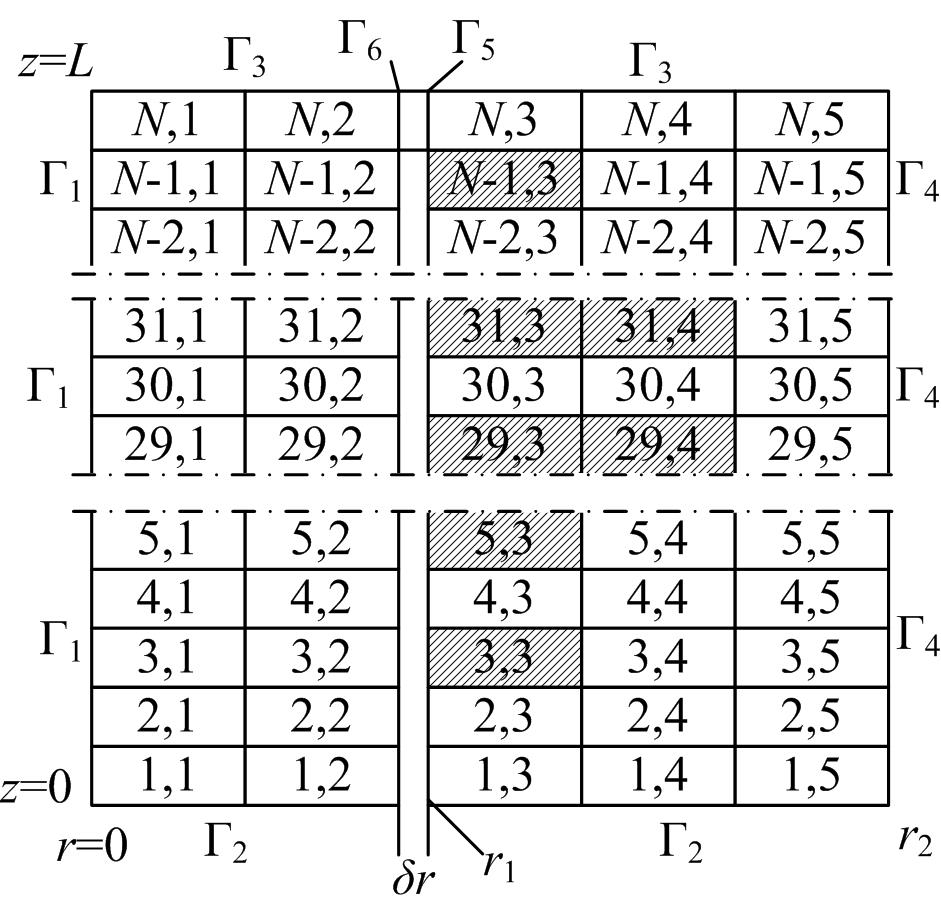 Γ6 Γ5
z=L Γ3 Γ3
N,1 N,2 N,3 N,4 N,5
Γ1 N-1,1 N-1,2 N-1,3 N-1,4 N-1,5 Γ4
N-2,1 N-2,2 N-2,3 N-2,4 N-2,5
31,1 31,2 31,3 31,4 31,5
Γ1 30,1 30,2 30,3 30,4 30,5 Γ4
29,1 29,2 29,3 29,4 29,5
5,1 5,2 5,3 5,4 5,5
4,1 4,2 4,3 4,4 4,5
Γ1 3,1 3,2 3,3 3,4 3,5 Γ4
2,1 2,2 2,3 2,4 2,5
z=0 1,1 1,2 1,3 1,4 1,5
r=0 Γ2 r1 Γ2 r2
δr